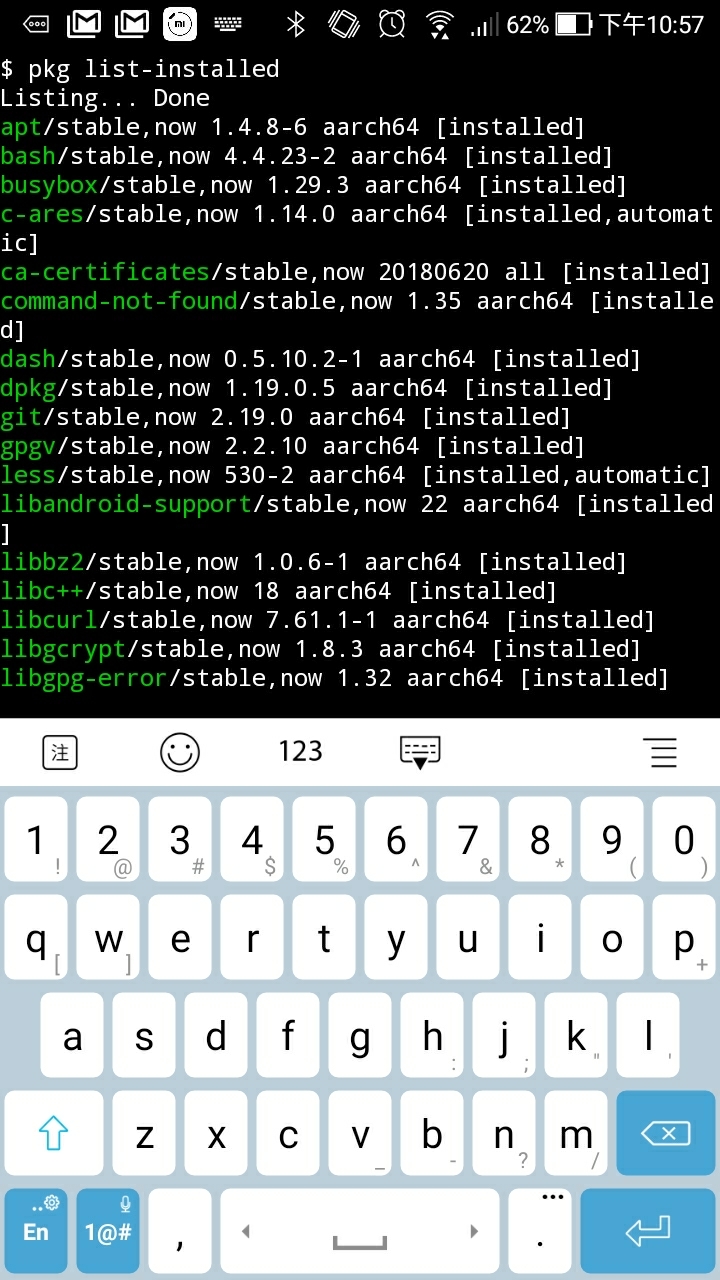 62% 下午10:57
$ pkg list-installed
Listing... Done
apt/stable,now 1.4.8-6 aarch64 [installed]
bash/stable,now 4.4.23-2 aarch64 [installed]
busybox/stable,now 1.29.3 aarch64 [installed]
c-ares/stable,now 1.14.0 aarch64 [installed,automat
ic]
ca-certificates/stable,now 20180620 all [installed]
command-not-found/stable,now 1.35 aarch64 [installe
d]
dash/stable,now 0.5.10.2-1 aarch64 [installed]
dpkg/stable,now 1.19.0.5 aarch64 [installed]
git/stable,now 2.19.0 aarch64 [installed]
gpgv/stable,now 2.2.10 aarch64 [installed]
less/stable,now 530-2 aarch64 [installed,automatic]
libandroid-support/stable,now 22 aarch64 [installed
]
libbz2/stable,now 1.0.6-1 aarch64 [installed]
libc++/stable,now 18 aarch64 [installed]
libcurl/stable,now 7.61.1-1 aarch64 [installed]
libgcrypt/stable,now 1.8.3 aarch64 [installed]
libgpg-error/stable,now 1.32 aarch64 [installed]
注 123
1 ! 2 @ 3 # 4 $ 5 % 6 ^ 7 & 8 * 9 ( 0 )
q [ w ] e r t y u i o p +
a s d f g h : j ; k " l '
z x c v _ b - n ? m /
En 1@# , . ...